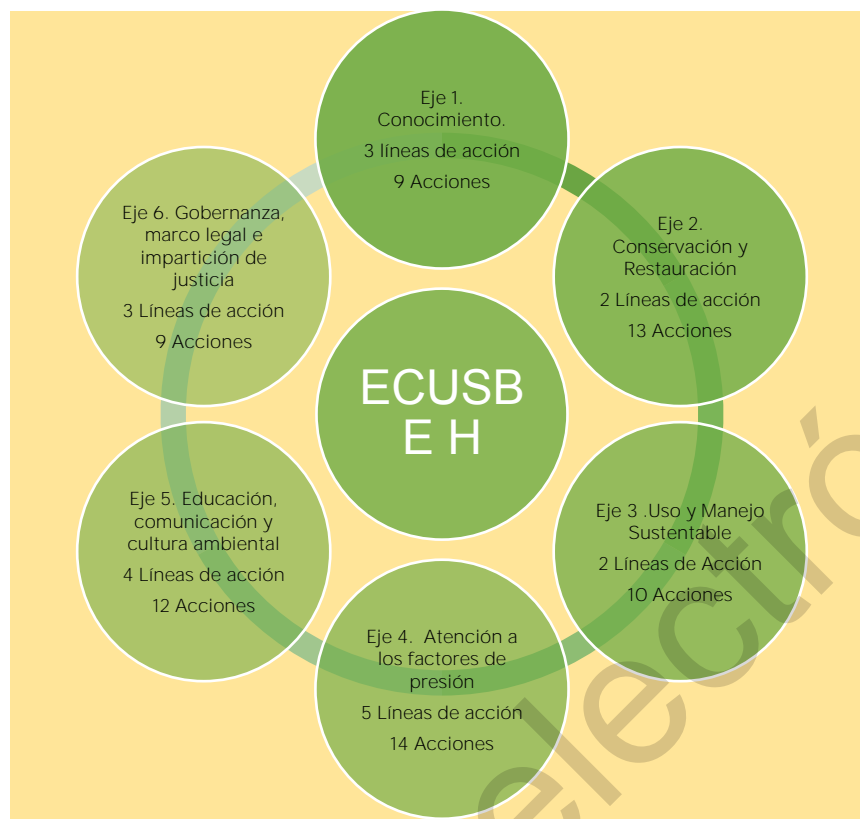 Eje 1.
Conocimiento.
3 líneas de acción
9 Acciones
Eje 2.
Conservación y
Restauración
2 Líneas de acción
13 Acciones
Eje 3 .Uso y Manejo
Sustentable
2 Líneas de Acción
10 Acciones
Eje 4. Atención a
los factores de
presión
5 Líneas de acción
14 Acciones
Eje 5. Educación,
comunicación y
cultura ambiental
4 Líneas de acción
12 Acciones
Eje 6. Gobernanza,
marco legal e
impartición de
justicia
3 Líneas de acción
9 Acciones
ECUSB
E H